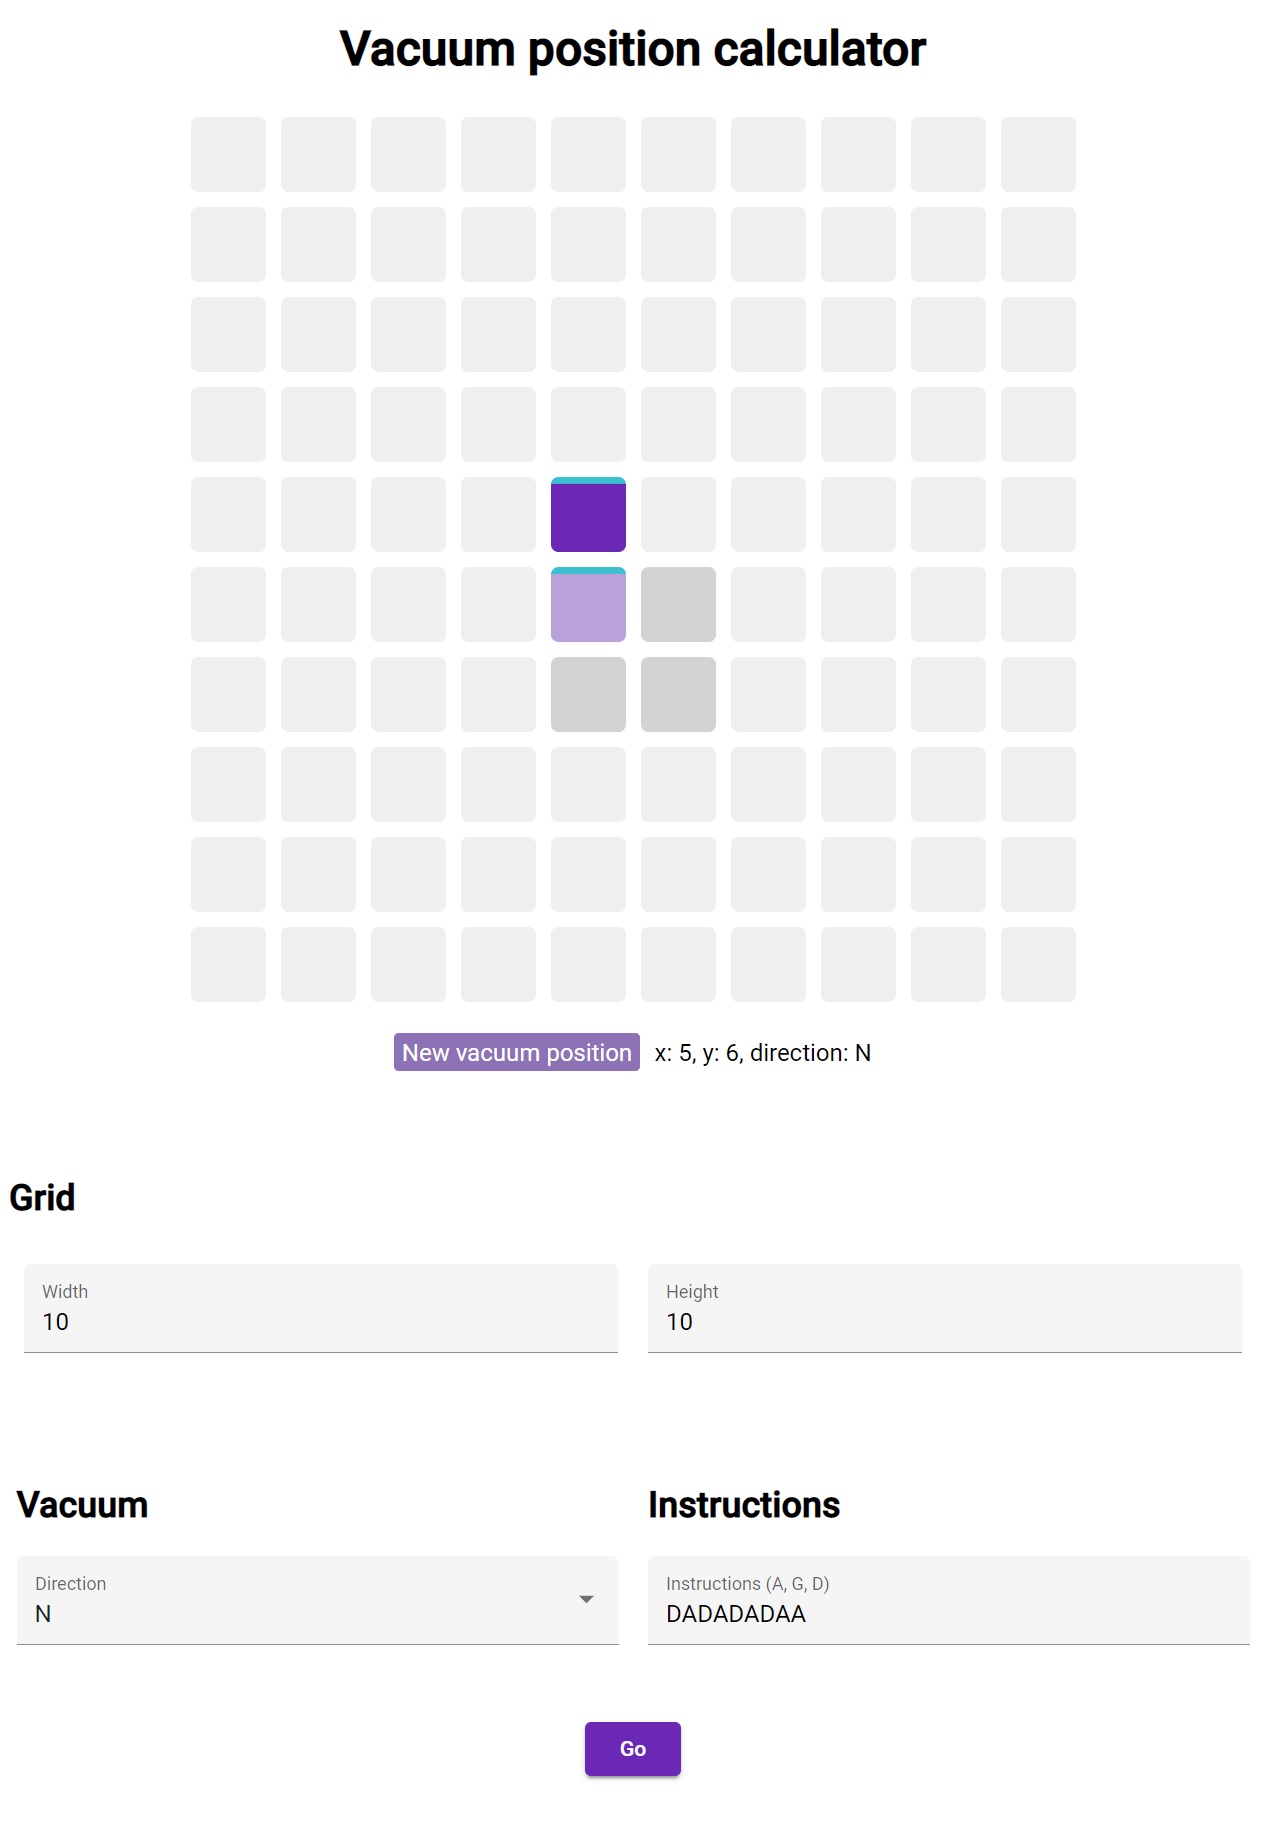 Vacuum position calculator
New vacuum position x: 5, y: 6, direction: N
Grid
Width
10
Height
10
Vacuum
Direction
N
Instructions
Instructions (A, G, D)
DADADADAA
Go